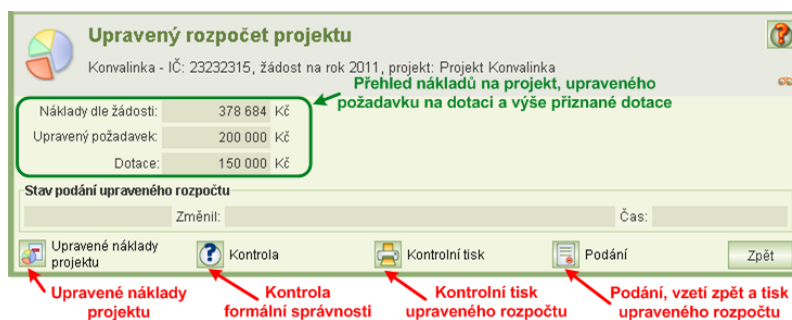 Upravený rozpočet projektu
Konvalinka - IČ: 23232315, žádost na rok 2011, projekt: Projekt Konvalinka
Přehled nákladů na projekt, upraveného
požadavku na dotaci a výše přiznané dotace
Náklady dle žádosti: 378 684 Kč
Upravený požadavek: 200 000 Kč
Dotace: 150 000 Kč
Stav podání upraveného rozpočtu
Změnil: Čas:
Upravené náklady
projektu
? Kontrola
Kontrolní tisk
Podání
Zpět
Upravené náklady
projektu
Kontrola
formální správnosti
Kontrolní tisk
upraveného rozpočtu
Podání, vzetí zpět a tisk
upraveného rozpočtu